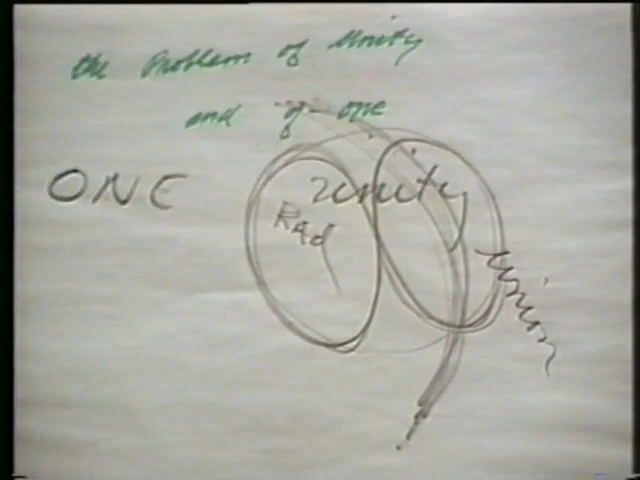 the Problem of Unity
and of one
ONE
Unity
Rad
Union